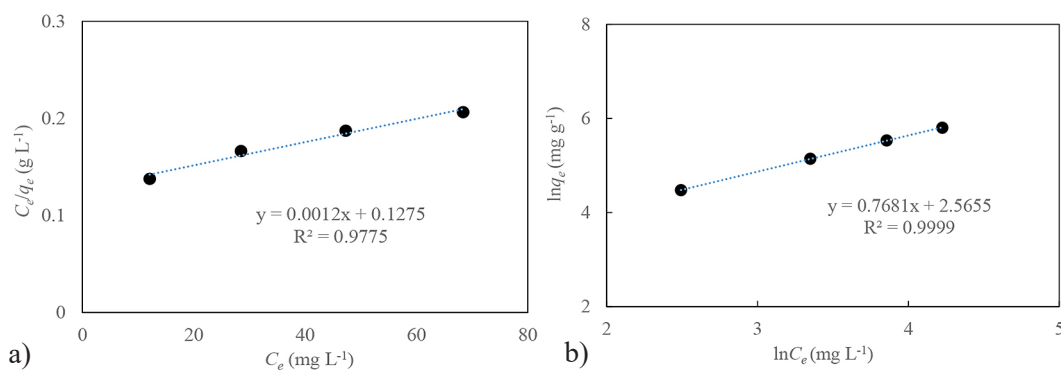 0.3
0.2
0.1
0
C_e/q_e (g L⁻¹)
y = 0.0012x + 0.1275
R² = 0.9775
0 20 40 60 80
C_e (mg L⁻¹)
a)
8
6
4
2
lnq_e (mg g⁻¹)
y = 0.7681x + 2.5655
R² = 0.9999
2 3 4 5
lnC_e (mg L⁻¹)
b)